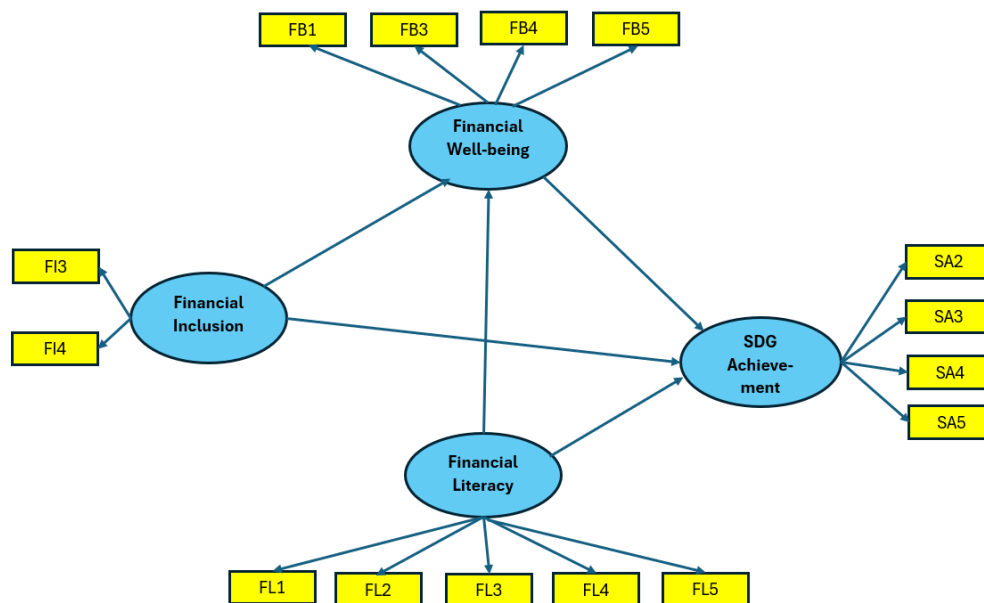 FB1
FB3
FB4
FB5
Financial
Well-being
FI3
FI4
Financial
Inclusion
SDG
Achieve-
ment
SA2
SA3
SA4
SA5
Financial
Literacy
FL1
FL2
FL3
FL4
FL5